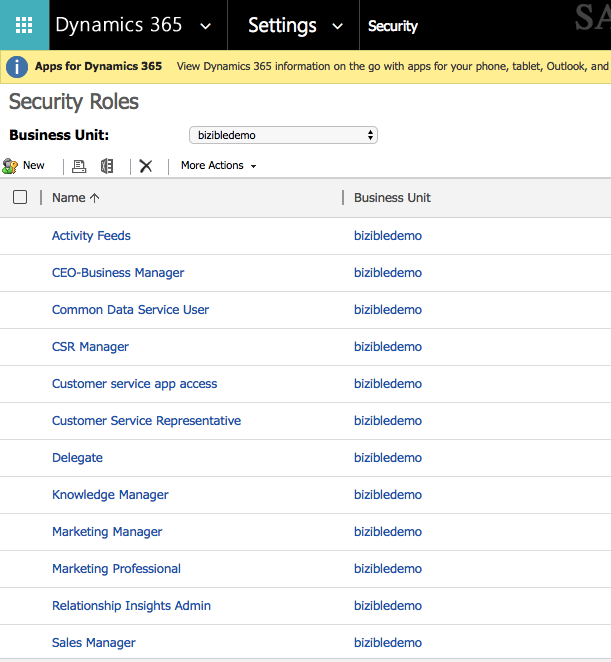 Dynamics 365 Settings Security SA
Apps for Dynamics 365 View Dynamics 365 information on the go with apps for your phone, tablet, Outlook, and
Security Roles
Business Unit: bizibledemo
New More Actions
Name Business Unit
Activity Feeds bizibledemo
CEO-Business Manager bizibledemo
Common Data Service User bizibledemo
CSR Manager bizibledemo
Customer service app access bizibledemo
Customer Service Representative bizibledemo
Delegate bizibledemo
Knowledge Manager bizibledemo
Marketing Manager bizibledemo
Marketing Professional bizibledemo
Relationship Insights Admin bizibledemo
Sales Manager bizibledemo